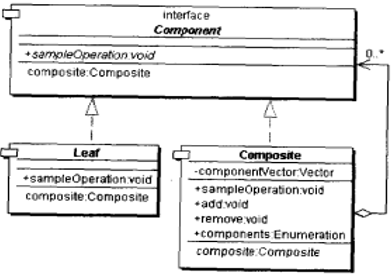 interface
Component
+sampleOperation:void
composite:Composite
0..*
Leaf
+sampleOperation:void
composite:Composite
Composite
-componentVector:Vector
+sampleOperation:void
+add:void
+remove:void
+components:Enumeration
composite:Composite